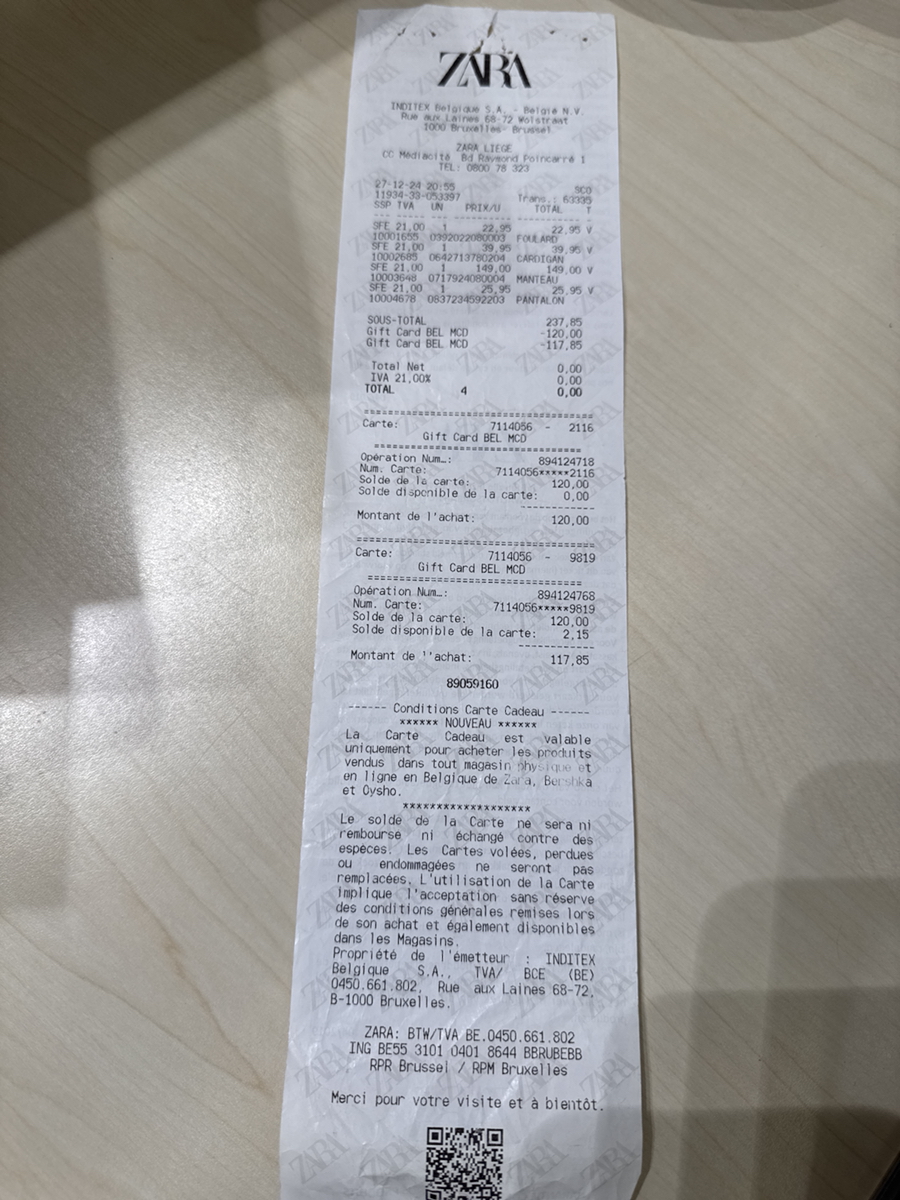 ZARA
INDITEX Belgique S.A. - België N.V.
Rue aux Laines 68-72 Wolstraat
1000 Bruxelles- Brussel
ZARA LIEGE
CC Médiacité Bd Raymond Poincarré 1
TEL: 0800 78 323
27-12-24 20:55 SCO
11934-33-053397 Trans.: 63335
SSP TVA UN PRIX/U TOTAL T
--- --- -- ------ ----- -
SFE 21,00 1 22,95 22,95 V
10001655 0392022080003 FOULARD
SFE 21,00 1 39,95 39,95 V
10002685 0642713780204 CARDIGAN
SFE 21,00 1 149,00 149,00 V
10003648 0717924080004 MANTEAU
SFE 21,00 1 25,95 25,95 V
10004678 0837234592203 PANTALON
SOUS-TOTAL 237,85
Gift Card BEL MCD -120,00
Gift Card BEL MCD -117,85
Total Net 0,00
IVA 21,00% 0,00
TOTAL 4 0,00
======================================
Carte: 7114056 - 2116
Gift Card BEL MCD
==================================
Opération Num…: 894124718
Num. Carte: 7114056*****2116
Solde de la carte: 120,00
Solde disponible de la carte: 0,00
------------
Montant de l'achat: 120,00
======================================
Carte: 7114056 - 9819
Gift Card BEL MCD
==================================
Opération Num…: 894124768
Num. Carte: 7114056*****9819
Solde de la carte: 120,00
Solde disponible de la carte: 2,15
------------
Montant de l'achat: 117,85
89059160
------ Conditions Carte Cadeau ------
****** NOUVEAU ******
La Carte Cadeau est valable
uniquement pour acheter les produits
vendus dans tout magasin physique et
en ligne en Belgique de Zara, Bershka
et Oysho.
*******************
Le solde de la Carte ne sera ni
remboursé ni échangé contre des
espèces. Les Cartes volées, perdues
ou endommagées ne seront pas
remplacées. L'utilisation de la Carte
implique l'acceptation sans réserve
des conditions générales remises lors
de son achat et également disponibles
dans les Magasins.
Propriété de l'émetteur : INDITEX
Belgique S.A., TVA/ BCE (BE)
0450.661.802, Rue aux Laines 68-72,
B-1000 Bruxelles.
ZARA: BTW/TVA BE.0450.661.802
ING BE55 3101 0401 8644 BBRUBEBB
RPR Brussel / RPM Bruxelles
Merci pour votre visite et à bientôt.